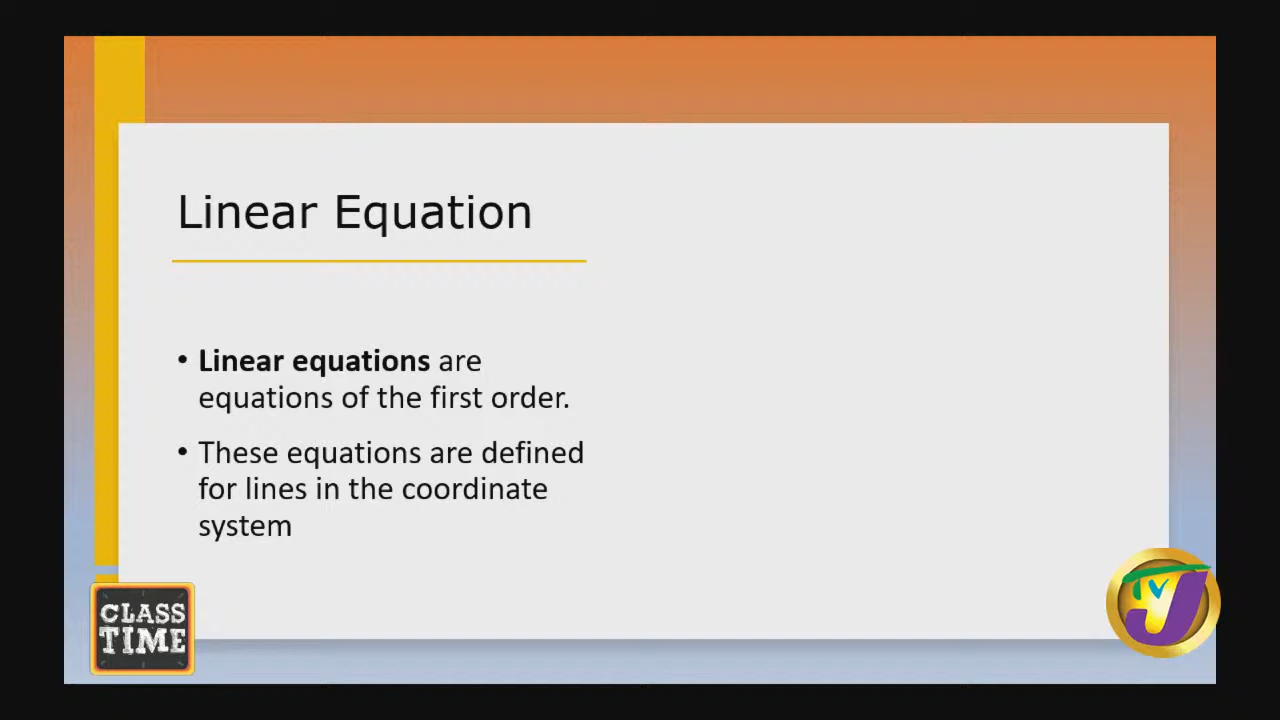 Linear Equation
• Linear equations are
equations of the first order.
• These equations are defined
for lines in the coordinate
system
CLASS
TIME
TVJ